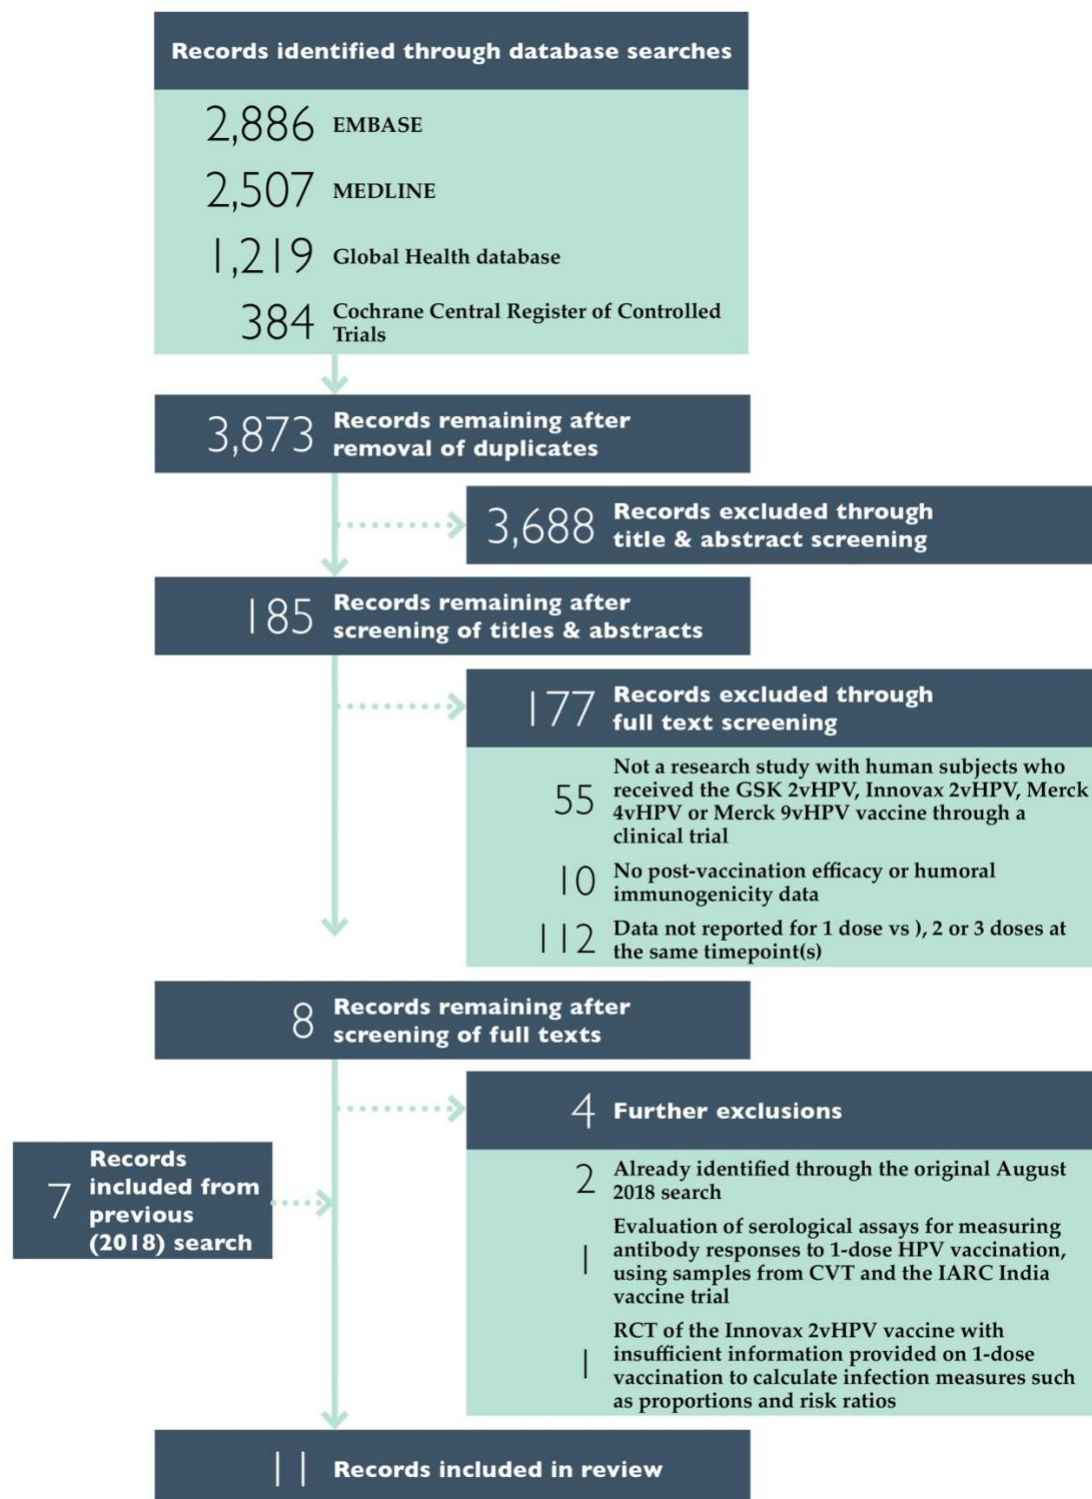 Records identified through database searches
2,886 EMBASE
2,507 MEDLINE
1,219 Global Health database
384 Cochrane Central Register of Controlled
Trials
3,873 Records remaining after
removal of duplicates
3,688 Records excluded through
title & abstract screening
185 Records remaining after
screening of titles & abstracts
177 Records excluded through
full text screening
55 Not a research study with human subjects who
received the GSK 2vHPV, Innovax 2vHPV, Merck
4vHPV or Merck 9vHPV vaccine through a
clinical trial
10 No post-vaccination efficacy or humoral
immunogenicity data
112 Data not reported for 1 dose vs ), 2 or 3 doses at
the same timepoint(s)
8 Records remaining after
screening of full texts
4 Further exclusions
2 Already identified through the original August
2018 search
1 Evaluation of serological assays for measuring
antibody responses to 1-dose HPV vaccination,
using samples from CVT and the IARC India
vaccine trial
1 RCT of the Innovax 2vHPV vaccine with
insufficient information provided on 1-dose
vaccination to calculate infection measures such
as proportions and risk ratios
7 Records
included from
previous
(2018) search
11 Records included in review